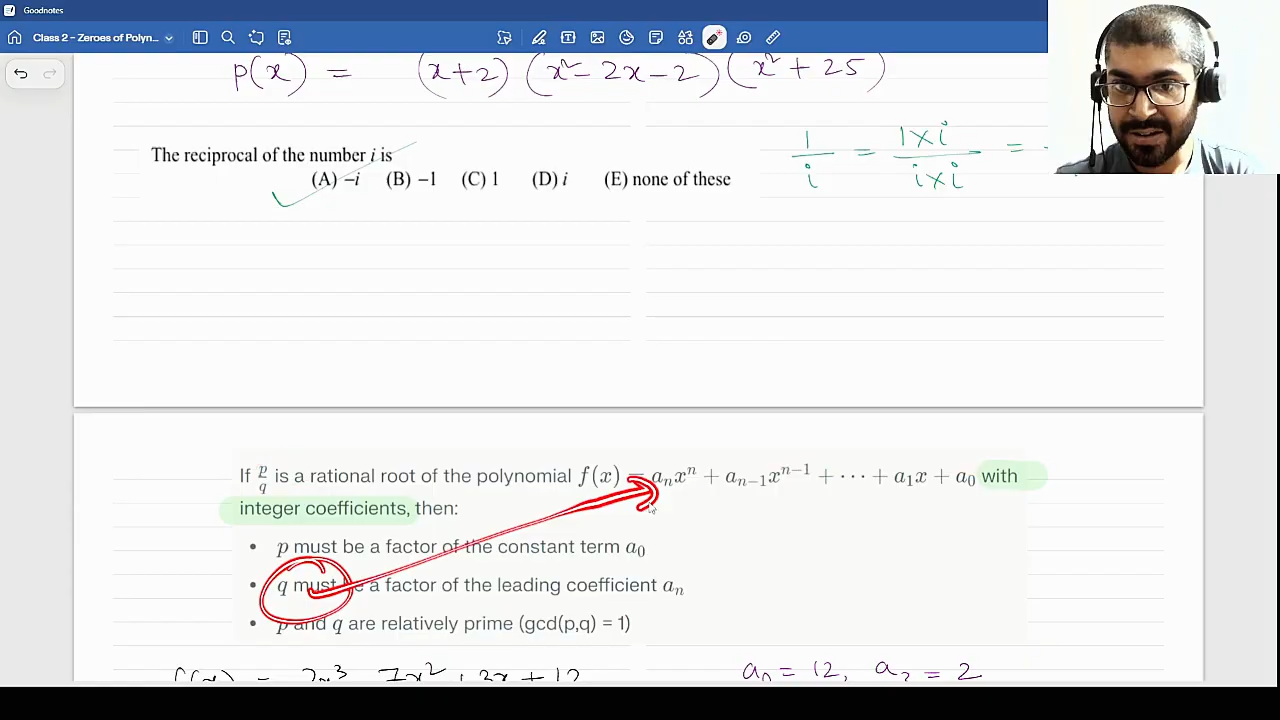 Goodnotes
Class 2 - Zeroes of Polyn...
p(x) = (x+2) (x² - 2x - 2) (x² + 25)
The reciprocal of the number i is
(A) −i (B) −1 (C) 1 (D) i (E) none of these
1/i = 1×i/i×i =
If p/q is a rational root of the polynomial f(x) = aₙxⁿ + aₙ₋₁xⁿ⁻¹ + ⋯ + a₁x + a₀ with
integer coefficients, then:
• p must be a factor of the constant term a₀
• q must be a factor of the leading coefficient aₙ
• p and q are relatively prime (gcd(p,q) = 1)
a₀ = 12,